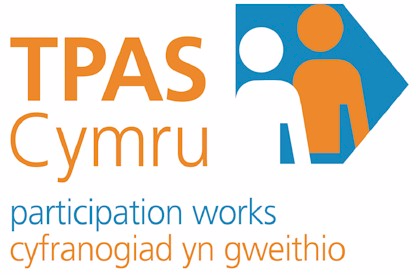 TPAS
Cymru
participation works
cyfranogiad yn gweithio